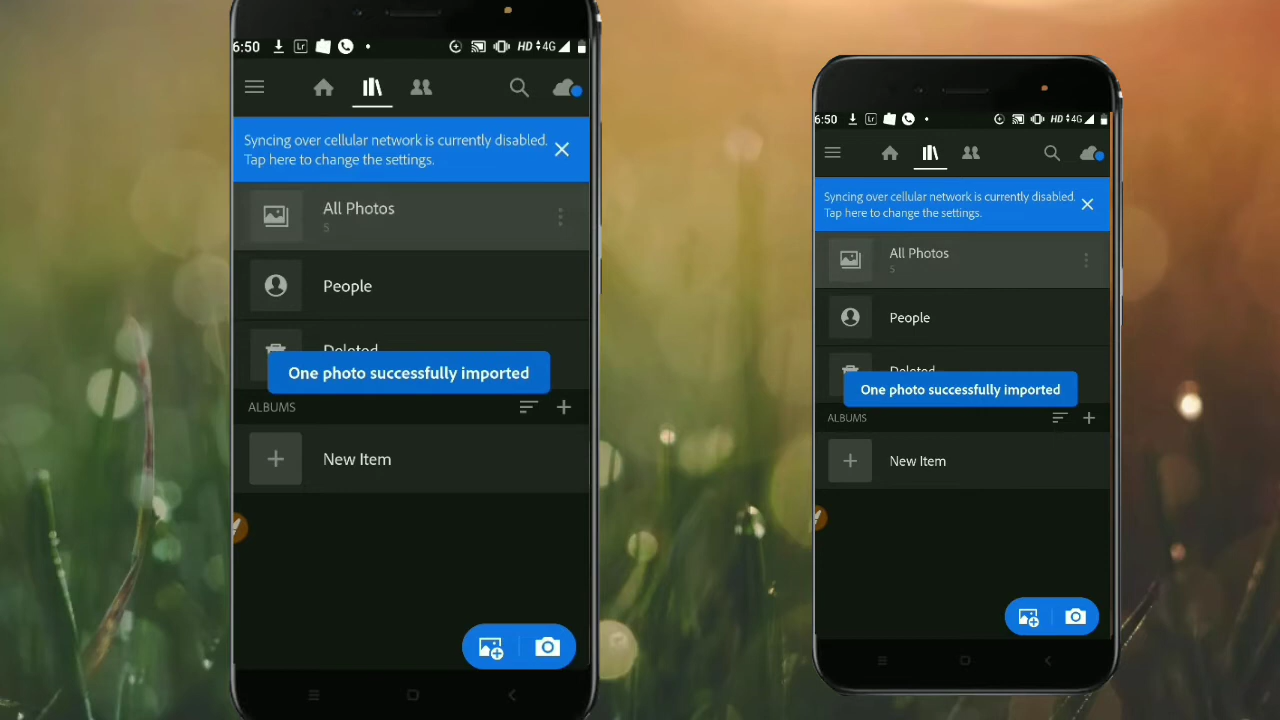 6:50
Lr
HD 4G
Syncing over cellular network is currently disabled.
Tap here to change the settings.
All Photos
5
People
Deleted
One photo successfully imported
ALBUMS
New Item
6:50
Lr
HD 4G
Syncing over cellular network is currently disabled.
Tap here to change the settings.
All Photos
5
People
Deleted
One photo successfully imported
ALBUMS
New Item